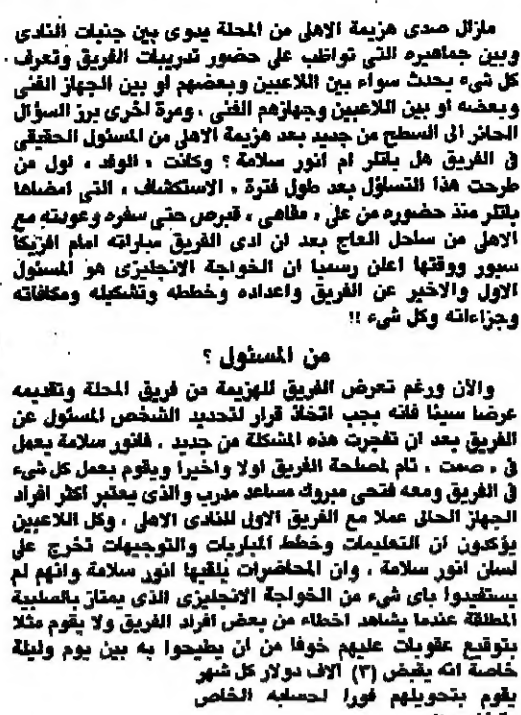 مازال صدى هزيمة الاهلى من المحلة يدوى بين جنبات النادى
وبين جماهيره التى تواظب على حضور تدريبات الفريق وتعرف
كل شىء يحدث سواء بين اللاعبين وبعضهم او بين الجهاز الفنى
وبعضه او بين اللاعبين وجهازهم الفنى . ومرة اخرى برز السؤال
الحائر الى السطح من جديد بعد هزيمة الاهلى من المسئول الحقيقى
فى الفريق هل بتلر ام انور سلامة ؟ وكانت « الوفد » اول من
طرحت هذا التساؤل بعد طول فترة « الاستكشاف » التى امضاها
بتلر منذ حضوره من على « مقاهى » قبرص حتى سفره وعودته مع
الاهلى من ساحل العاج بعد ان ادى الفريق مباراته امام افريكا
سبور ووقتها اعلن رسميا ان الخواجة الانجليزى هو المسئول
الاول والاخير عن الفريق واعداده وخططه وتشكيله ومكافاته
وجزاءاته وكل شىء !!
من المسئول ؟
والآن ورغم تعرض الفريق للهزيمة من فريق المحلة وتقديمه
عرضا سيئا فانه يجب اتخاذ قرار لتحديد الشخص المسئول عن
الفريق بعد ان تفجرت هذه المشكلة من جديد . فانور سلامة يعمل
فى « صمت » تام لمصلحة الفريق اولا واخيرا ويقوم بعمل كل شىء
فى الفريق ومعه فتحى مبروك مساعد مدرب والذى يعتبر اكثر افراد
الجهاز الحالى عملا مع الفريق الاول للنادى الاهلى ، وكل اللاعبين
يؤكدون ان التعليمات وخطط المباريات والتوجيهات تخرج على
لسان انور سلامة ، وان المحاضرات يلقيها انور سلامة وانهم لم
يستفيدوا باى شىء من الخواجة الانجليزى الذى يمتاز بالسلبية
المطلقة عندما يشاهد اخطاء من بعض افراد الفريق ولا يقوم مثلا
بتوقيع عقوبات عليهم خوفا من ان يطيحوا به بين يوم وليلة
خاصة انه يقبض (٣) آلاف دولار كل شهر
يقوم بتحويلهم فورا لحسابه الخاص